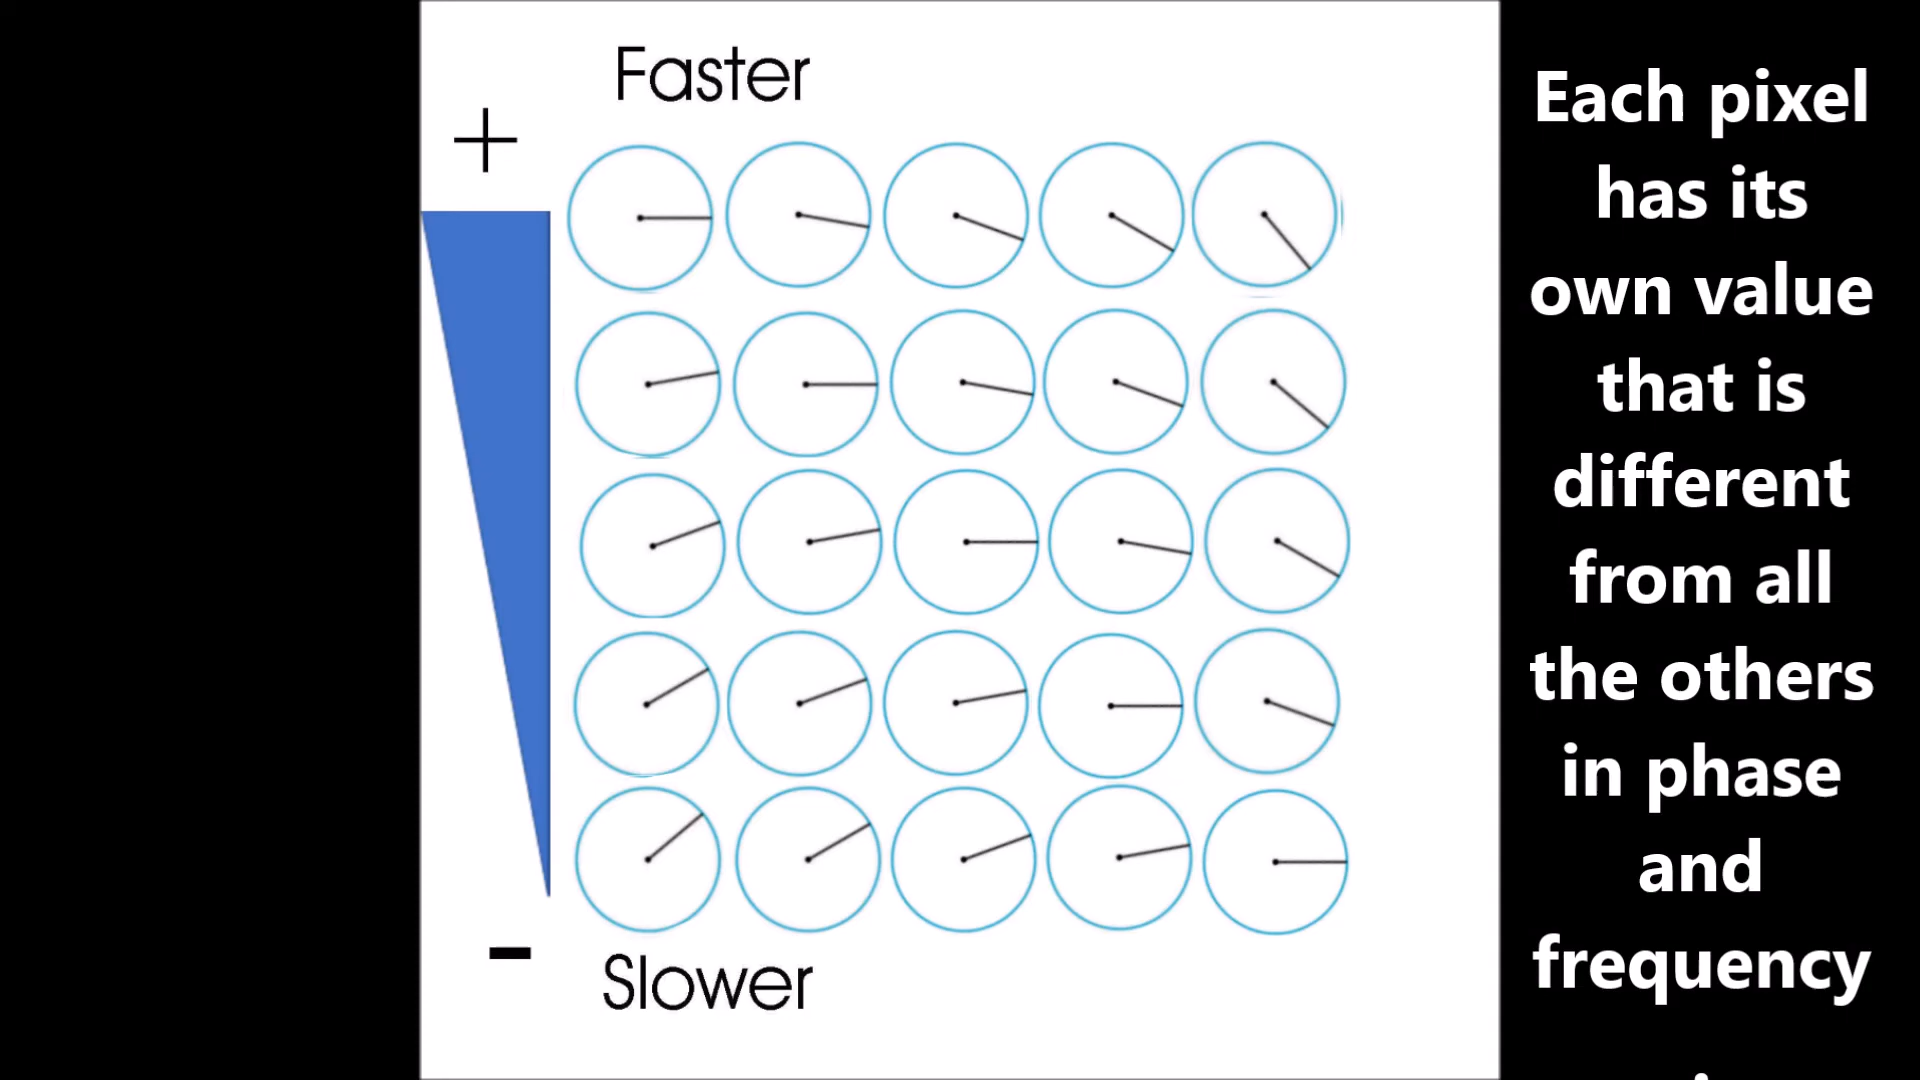 Faster
+
-
Slower
Each pixel
has its
own value
that is
different
from all
the others
in phase
and
frequency